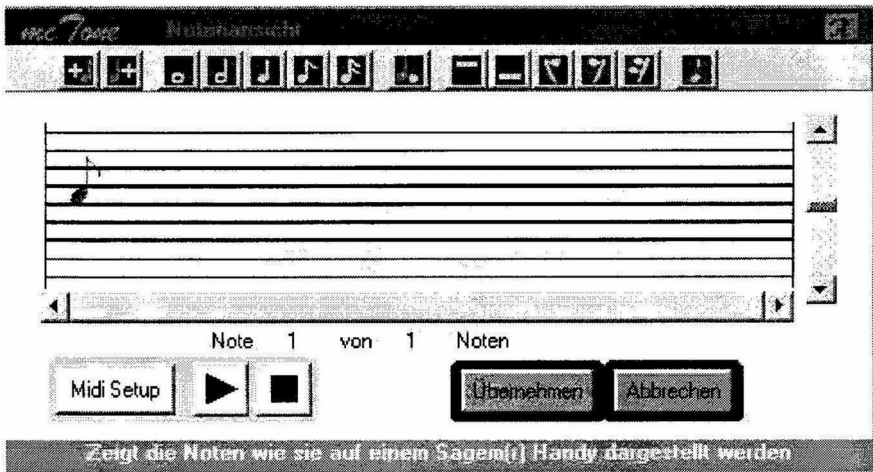 mc Tone Notenansicht
Note 1 von 1 Noten
Midi Setup Übernehmen Abbrechen
Zeigt die Noten wie sie auf einem Sagem(r) Handy dargestellt werden